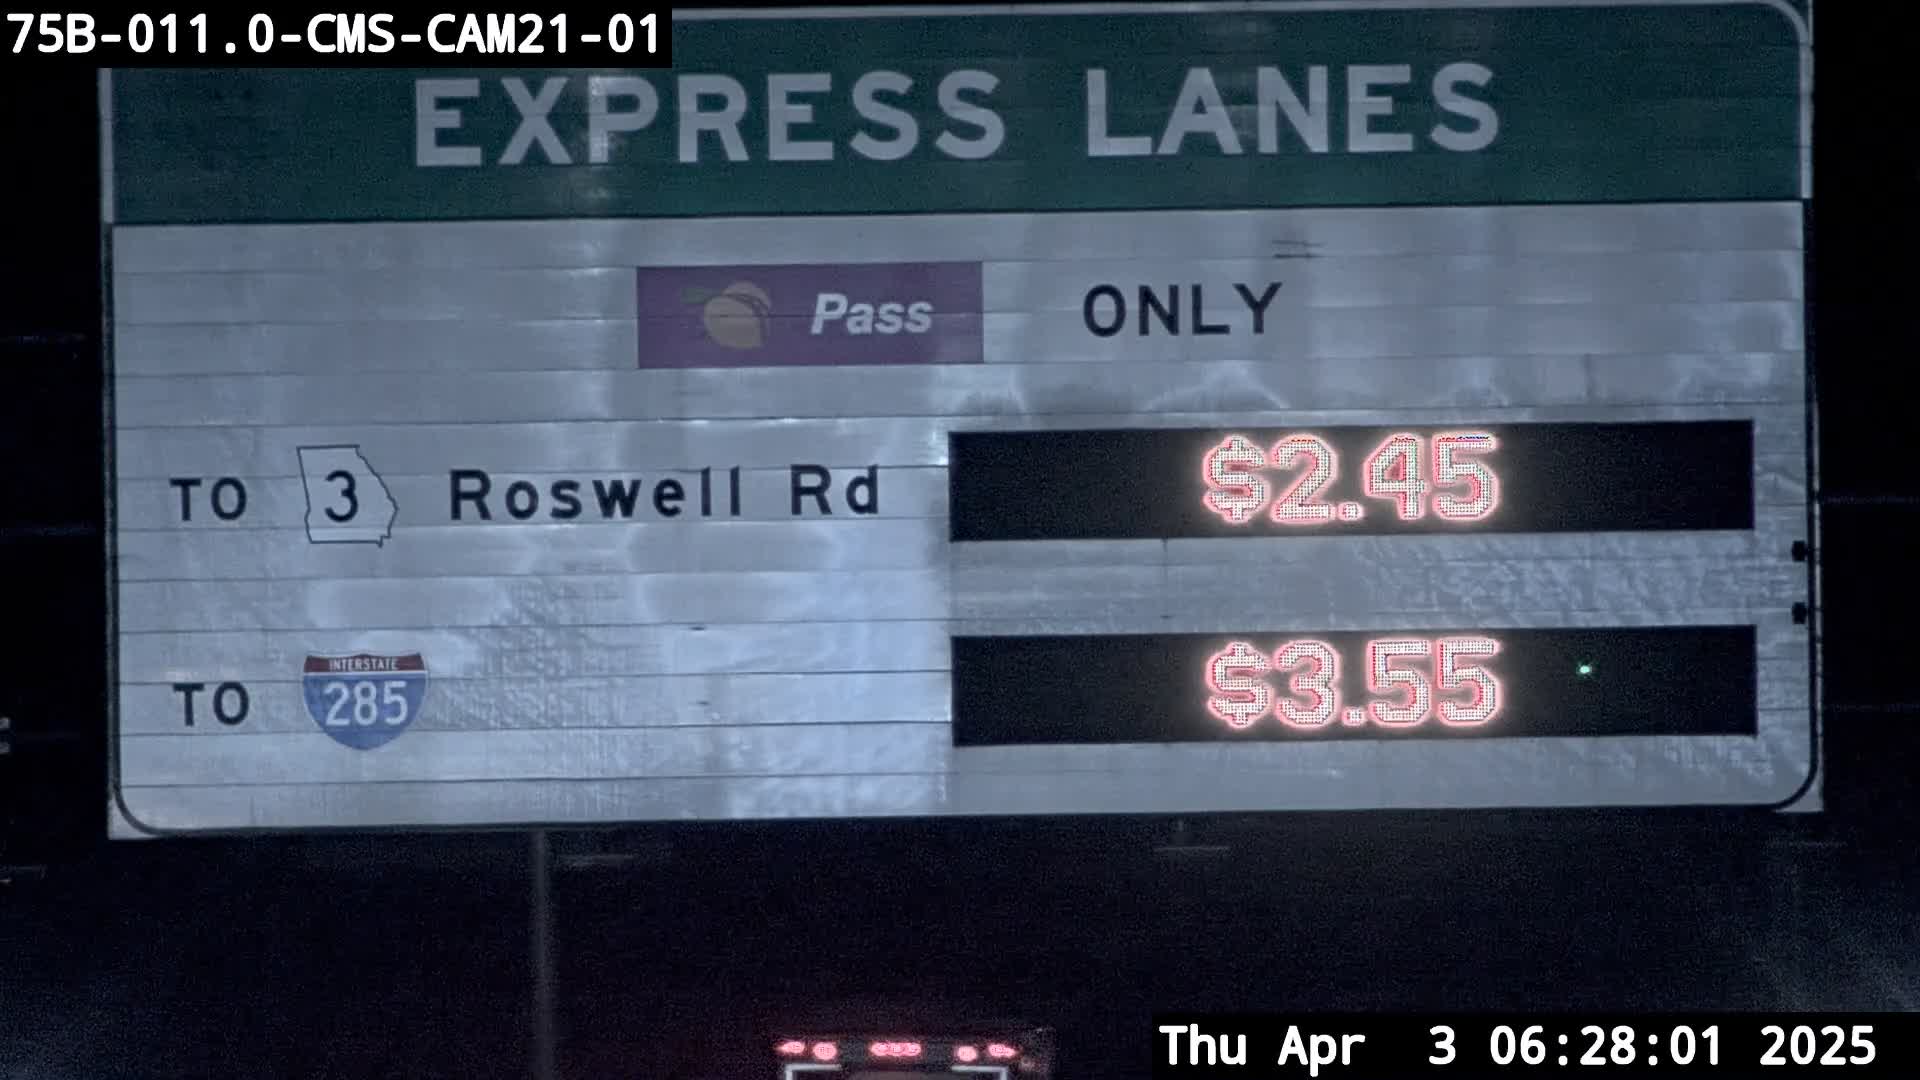 75B-011.0-CMS-CAM21-01
EXPRESS LANES
Pass ONLY
TO 3 Roswell Rd $2.45
TO INTERSTATE 285 $3.55
Thu Apr 3 06:28:01 2025